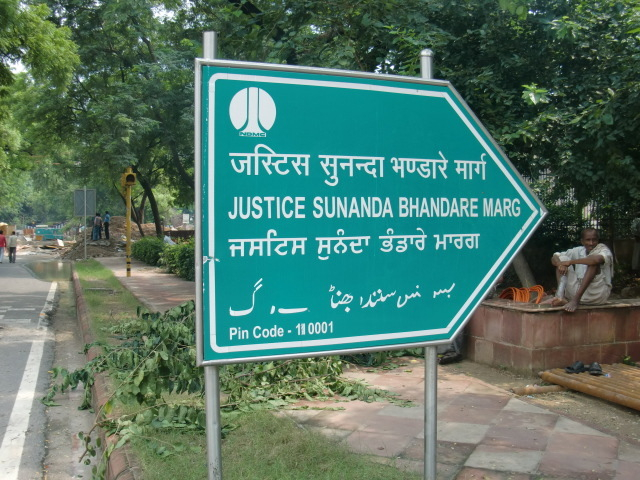 NDMC
जस्टिस सुनन्दा भण्डारे मार्ग
JUSTICE SUNANDA BHANDARE MARG
ਜਸਟਿਸ ਸੁਨੰਦਾ ਭੰਡਾਰੇ ਮਾਰਗ
Pin Code - 110001